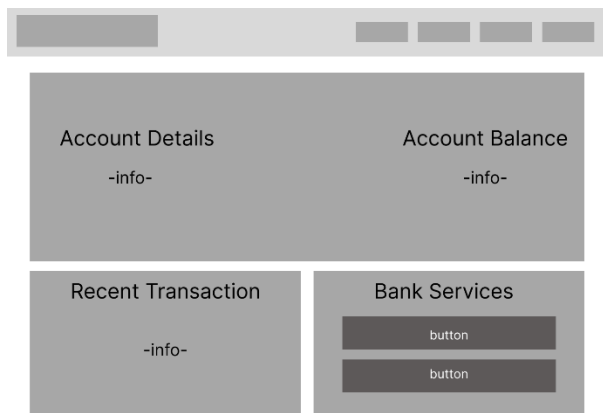 Account Details
Account Balance
-info-
-info-
Recent Transaction
-info-
Bank Services
button
button